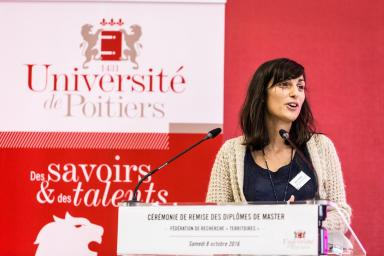 1431
Université
de Poitiers
Des savoirs
& des talents
CÉRÉMONIE DE REMISE DES DIPLÔMES DE MASTER
FÉDÉRATION DE RECHERCHE « TERRITOIRES »
Samedi 8 octobre 2016